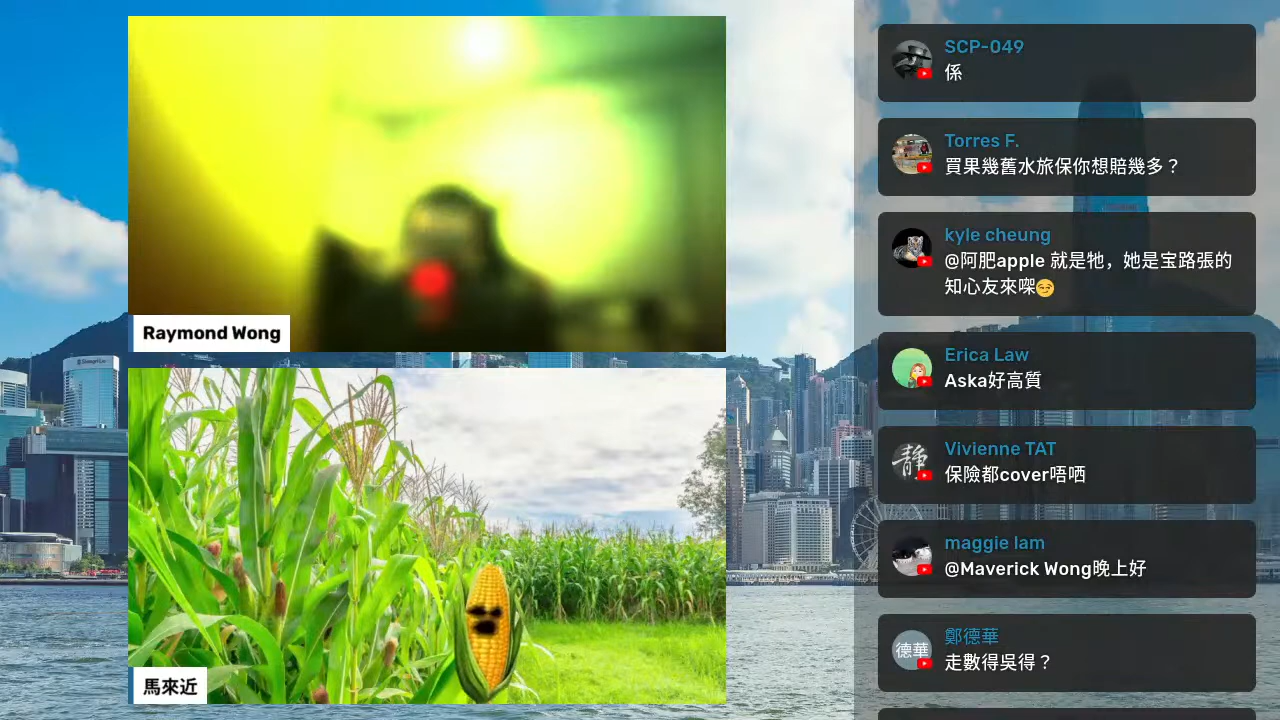 Raymond Wong
馬來近
SCP-049
係
Torres F.
買果幾舊水旅保你想賠幾多？
kyle cheung
@阿肥apple 就是牠，她是宝路張的
知心友來㗎😏
Erica Law
Aska好高質
Vivienne TAT
保險都cover唔哂
maggie lam
@Maverick Wong晚上好
德華
鄭德華
走數得吳得？